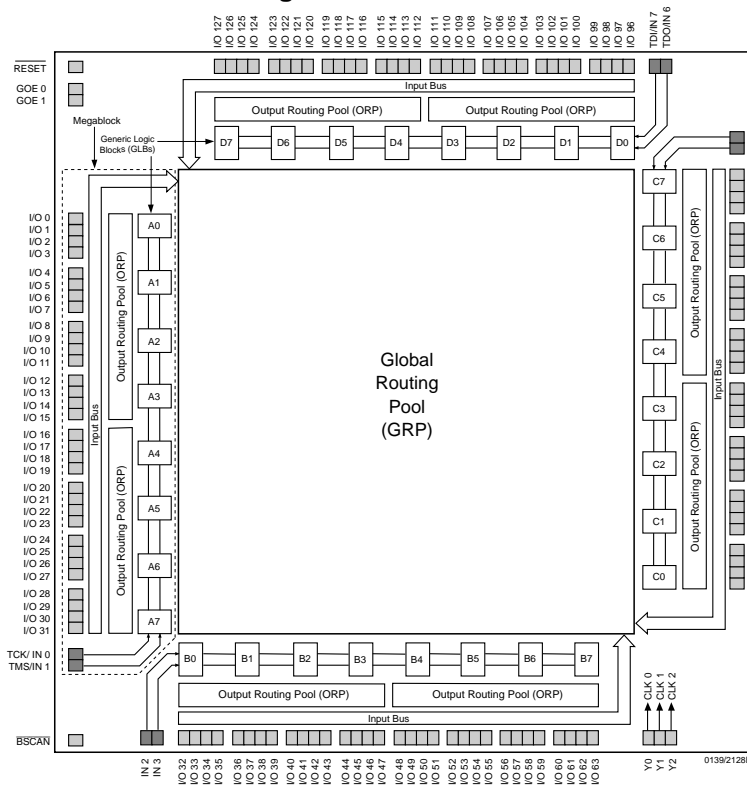 I/O 127
I/O 126
I/O 125
I/O 124
I/O 123
I/O 122
I/O 121
I/O 120
I/O 119
I/O 118
I/O 117
I/O 116
I/O 115
I/O 114
I/O 113
I/O 112
I/O 111
I/O 110
I/O 109
I/O 108
I/O 107
I/O 106
I/O 105
I/O 104
I/O 103
I/O 102
I/O 101
I/O 100
I/O 99
I/O 98
I/O 97
I/O 96
TDI/IN 7
TDO/IN 6
RESET
GOE 0
GOE 1
Input Bus
Output Routing Pool (ORP)
Output Routing Pool (ORP)
Megablock
Generic Logic
Blocks (GLBs)
D7
D6
D5
D4
D3
D2
D1
D0
I/O 0
I/O 1
I/O 2
I/O 3
I/O 4
I/O 5
I/O 6
I/O 7
I/O 8
I/O 9
I/O 10
I/O 11
I/O 12
I/O 13
I/O 14
I/O 15
I/O 16
I/O 17
I/O 18
I/O 19
I/O 20
I/O 21
I/O 22
I/O 23
I/O 24
I/O 25
I/O 26
I/O 27
I/O 28
I/O 29
I/O 30
I/O 31
TCK/ IN 0
TMS/IN 1
Input Bus
Output Routing Pool (ORP)
Output Routing Pool (ORP)
A0
A1
A2
A3
A4
A5
A6
A7
Global
Routing
Pool
(GRP)
C7
C6
C5
C4
C3
C2
C1
C0
Output Routing Pool (ORP)
Output Routing Pool (ORP)
Input Bus
B0
B1
B2
B3
B4
B5
B6
B7
Output Routing Pool (ORP)
Output Routing Pool (ORP)
Input Bus
CLK 0
CLK 1
CLK 2
BSCAN
IN 2
IN 3
I/O 32
I/O 33
I/O 34
I/O 35
I/O 36
I/O 37
I/O 38
I/O 39
I/O 40
I/O 41
I/O 42
I/O 43
I/O 44
I/O 45
I/O 46
I/O 47
I/O 48
I/O 49
I/O 50
I/O 51
I/O 52
I/O 53
I/O 54
I/O 55
I/O 56
I/O 57
I/O 58
I/O 59
I/O 60
I/O 61
I/O 62
I/O 63
Y0
Y1
Y2